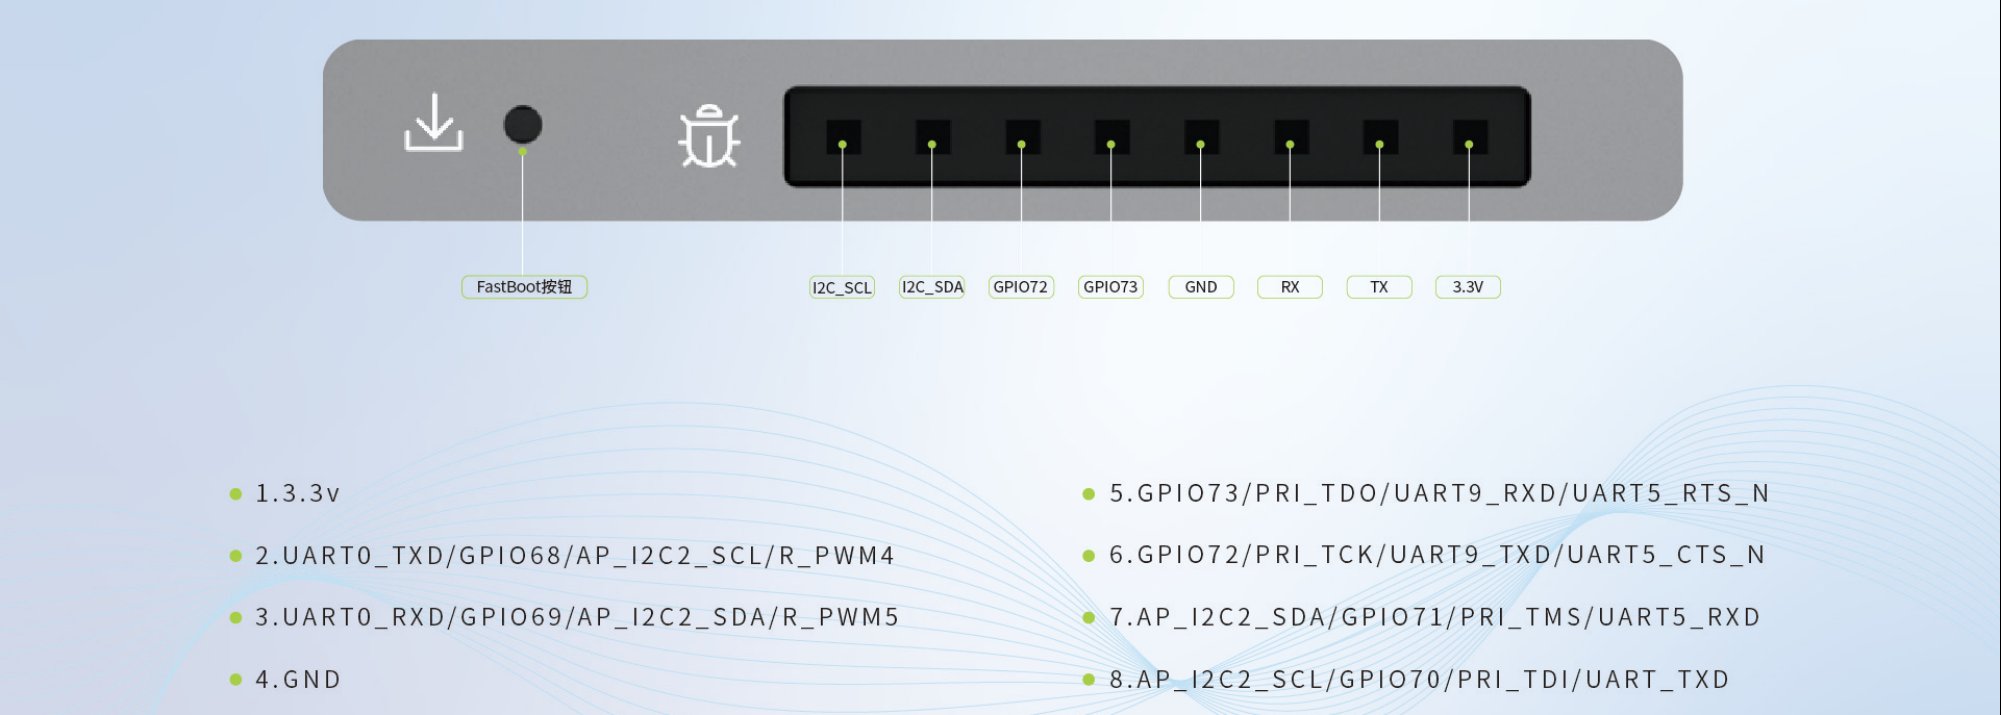 FastBoot按钮
I2C_SCL
I2C_SDA
GPIO72
GPIO73
GND
RX
TX
3.3V
1.3.3v
2.UART0_TXD/GPIO68/AP_I2C2_SCL/R_PWM4
3.UART0_RXD/GPIO69/AP_I2C2_SDA/R_PWM5
4.GND
5.GPIO73/PRI_TDO/UART9_RXD/UART5_RTS_N
6.GPIO72/PRI_TCK/UART9_TXD/UART5_CTS_N
7.AP_I2C2_SDA/GPIO71/PRI_TMS/UART5_RXD
8.AP_I2C2_SCL/GPIO70/PRI_TDI/UART_TXD